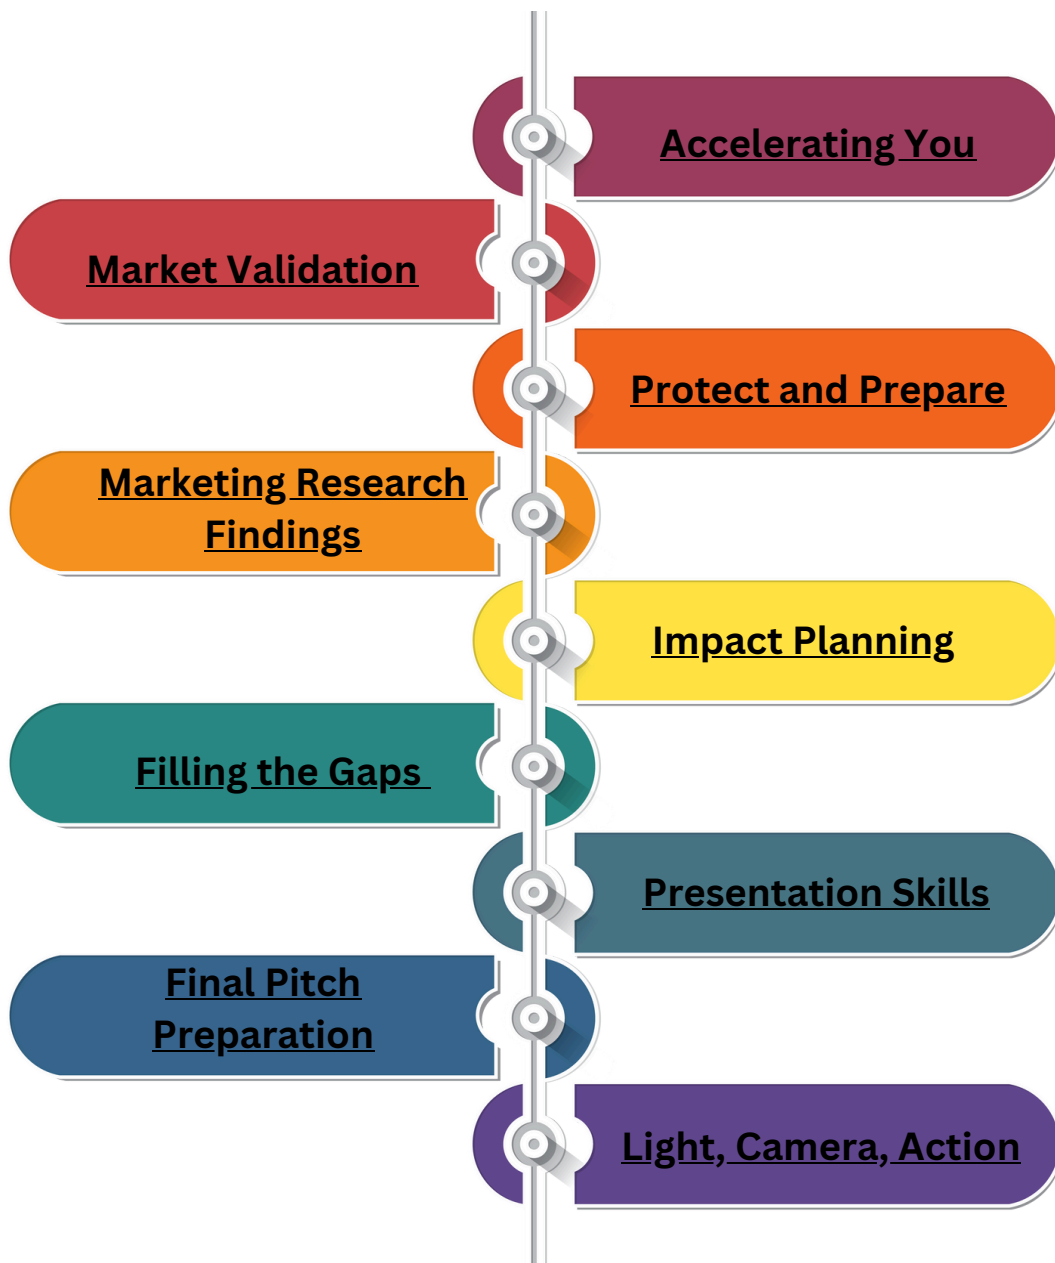 Accelerating You
Market Validation
Protect and Prepare
Marketing Research
Findings
Impact Planning
Filling the Gaps
Presentation Skills
Final Pitch
Preparation
Light, Camera, Action